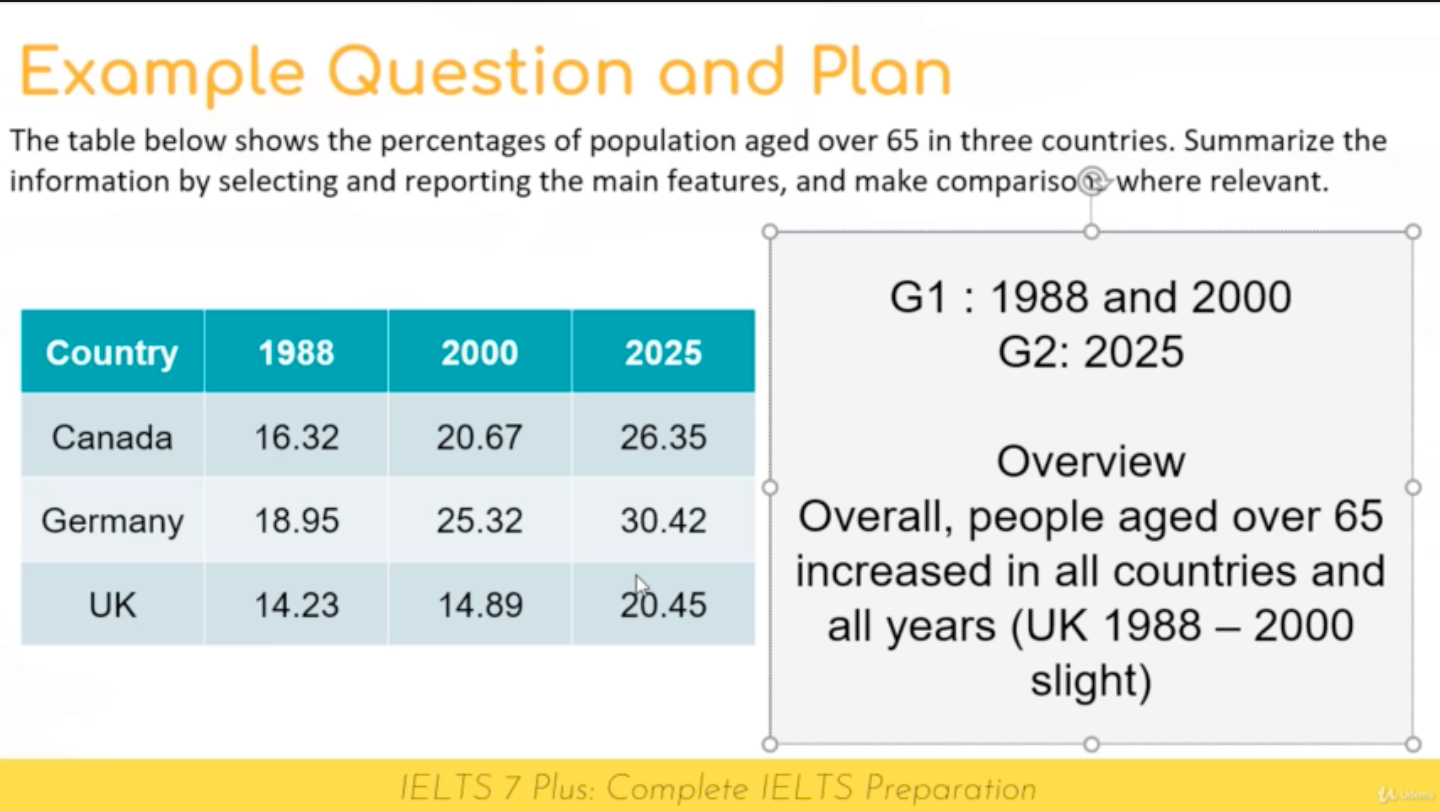 Example Question and Plan
The table below shows the percentages of population aged over 65 in three countries. Summarize the
information by selecting and reporting the main features, and make compariso where relevant.
Country 1988 2000 2025
Canada 16.32 20.67 26.35
Germany 18.95 25.32 30.42
UK 14.23 14.89 20.45
G1 : 1988 and 2000
G2: 2025
Overview
Overall, people aged over 65
increased in all countries and
all years (UK 1988 – 2000
slight)
IELTS 7 Plus: Complete IELTS Preparation
Udemy